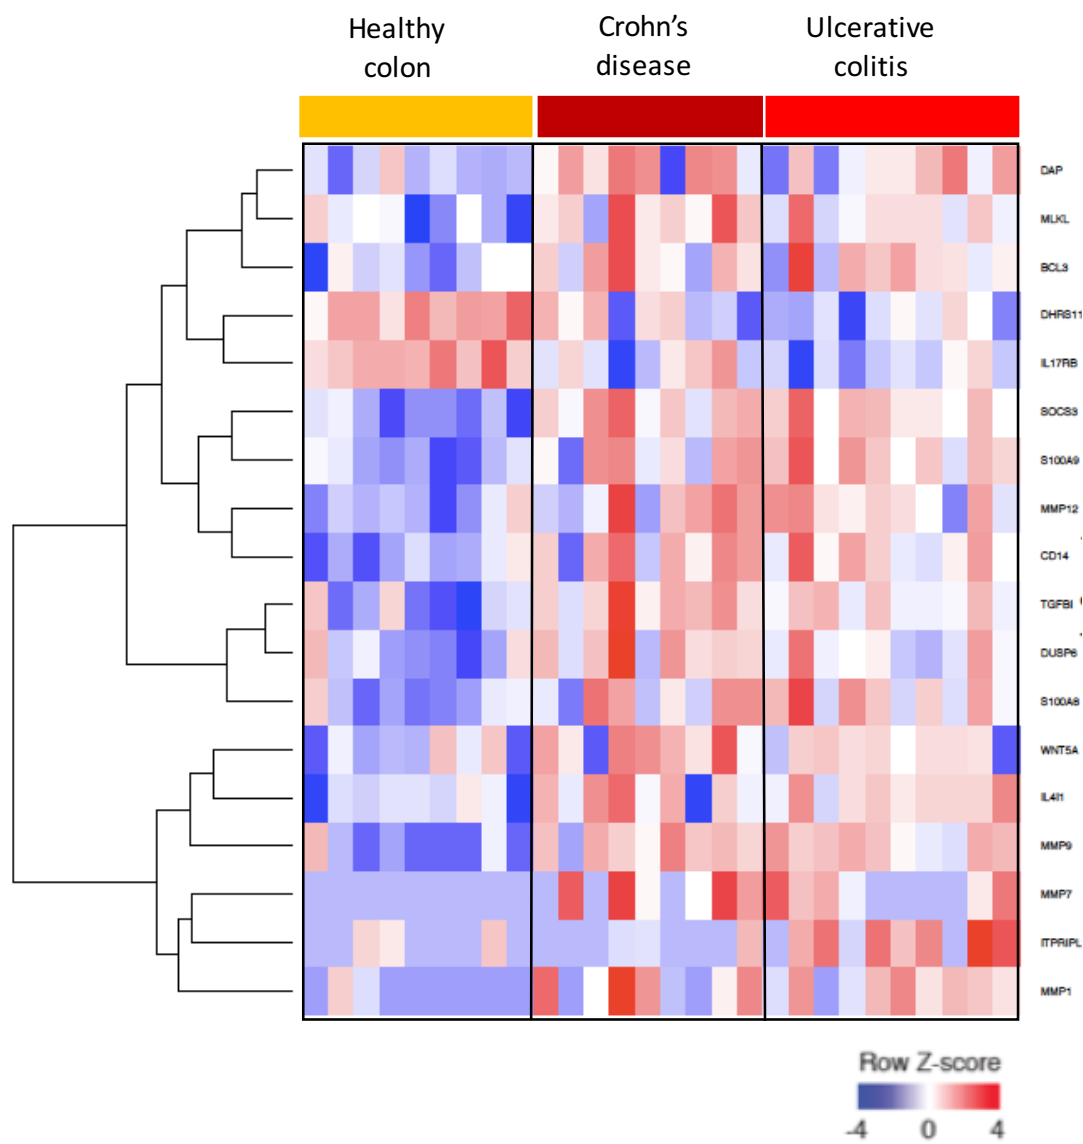 Healthy
colon
Crohn’s
disease
Ulcerative
colitis
DAP
MLKL
BCL3
DHRS11
IL17RB
SOCS3
S100A9
MMP12
CD14
TGFBI
DUSP6
S100A8
WNT5A
IL4I1
MMP9
MMP7
ITPRIPL
MMP1
Row Z-score
-4 0 4